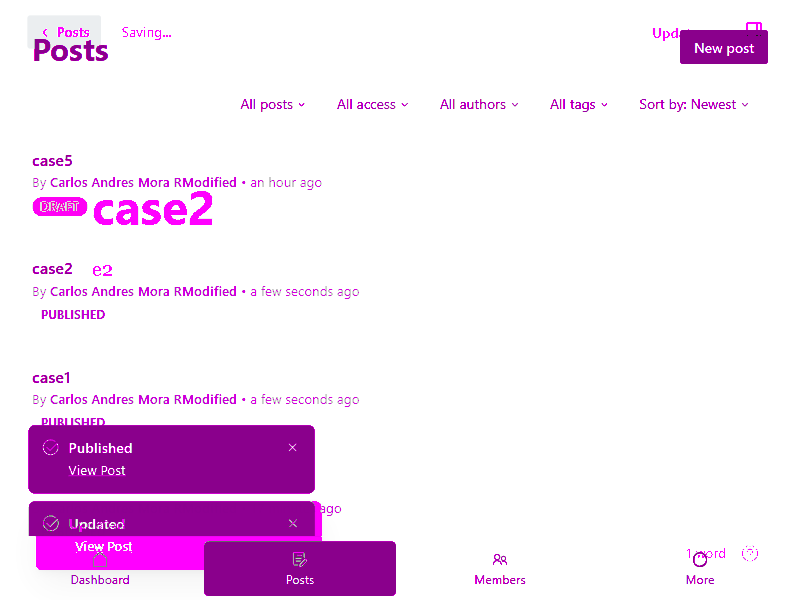 Posts Saving... Update
Posts
New post
All posts All access All authors All tags Sort by: Newest
case5
By Carlos Andres Mora RModified • an hour ago
DRAFT
case2
case2
e2
By Carlos Andres Mora RModified • a few seconds ago
PUBLISHED
case1
By Carlos Andres Mora RModified • a few seconds ago
PUBLISHED
Published
View Post
ago
Updated
View Post
1 word
Dashboard Posts Members More